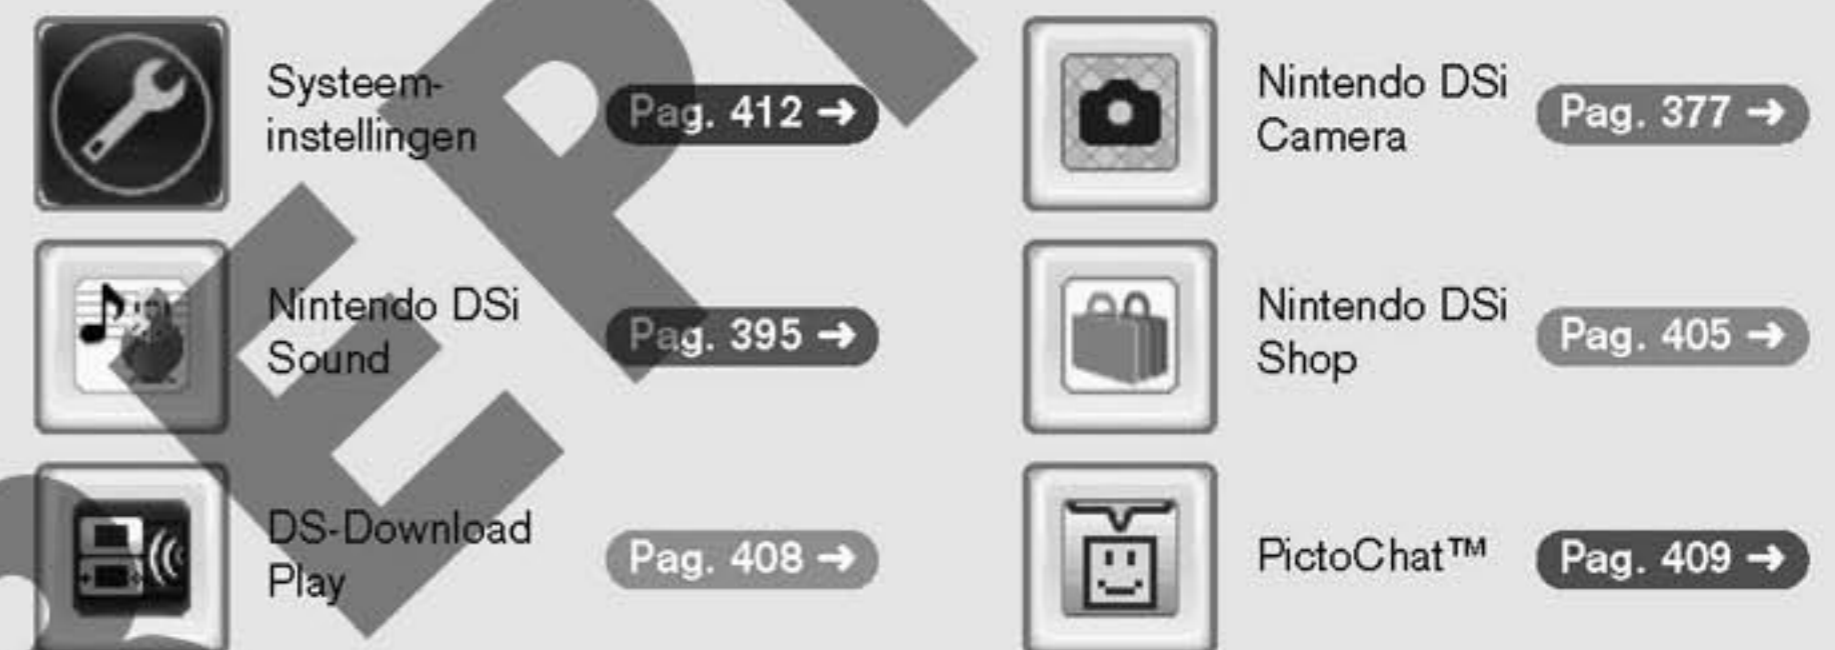 Systeem-
instellingen
Pag. 412 →
Nintendo DSi
Camera
Pag. 377 →
Nintendo DSi
Sound
Pag. 395 →
Nintendo DSi
Shop
Pag. 405 →
DS-Download
Play
Pag. 408 →
PictoChat™
Pag. 409 →